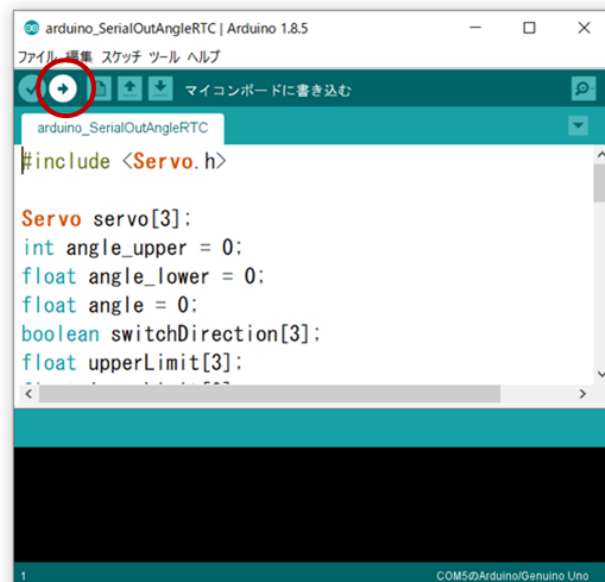 arduino_SerialOutAngleRTC | Arduino 1.8.5
ファイル 編集 スケッチ ツール ヘルプ
マイコンボードに書き込む
arduino_SerialOutAngleRTC
#include <Servo.h>
Servo servo[3];
int angle_upper = 0;
float angle_lower = 0;
float angle = 0;
boolean switchDirection[3];
float upperLimit[3];
1 COM5のArduino/Genuino Uno